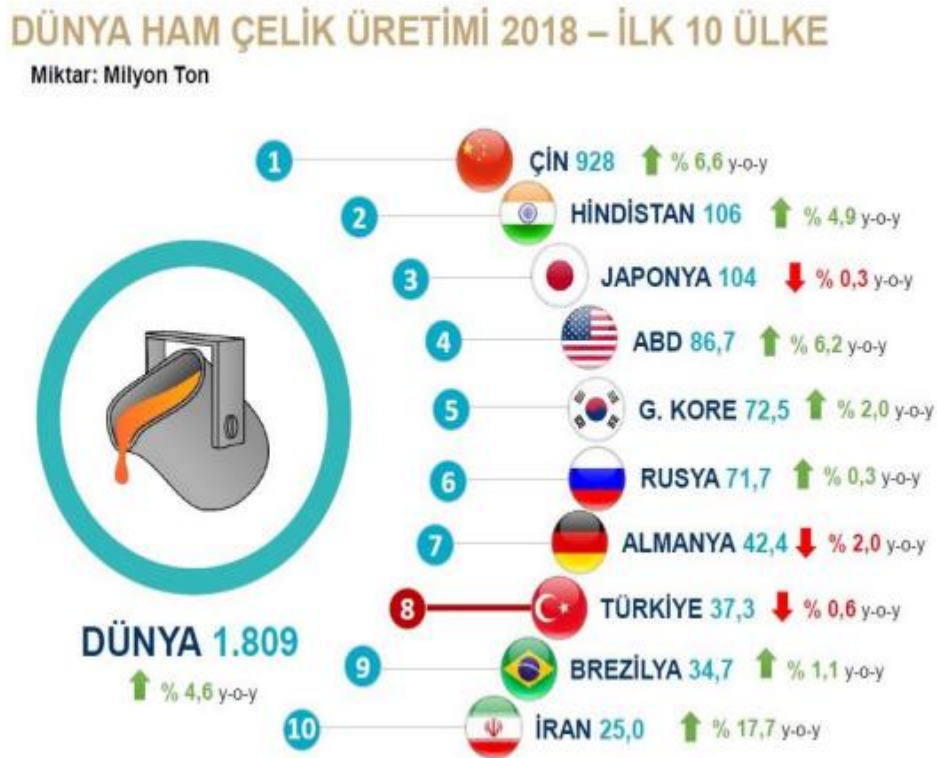 DÜNYA HAM ÇELİK ÜRETİMİ 2018 – İLK 10 ÜLKE
Miktar: Milyon Ton
1 ÇİN 928 % 6,6 y-o-y
2 HİNDİSTAN 106 % 4,9 y-o-y
3 JAPONYA 104 % 0,3 y-o-y
4 ABD 86,7 % 6,2 y-o-y
5 G. KORE 72,5 % 2,0 y-o-y
6 RUSYA 71,7 % 0,3 y-o-y
7 ALMANYA 42,4 % 2,0 y-o-y
8 TÜRKİYE 37,3 % 0,6 y-o-y
9 BREZİLYA 34,7 % 1,1 y-o-y
10 İRAN 25,0 % 17,7 y-o-y
DÜNYA 1.809
% 4,6 y-o-y